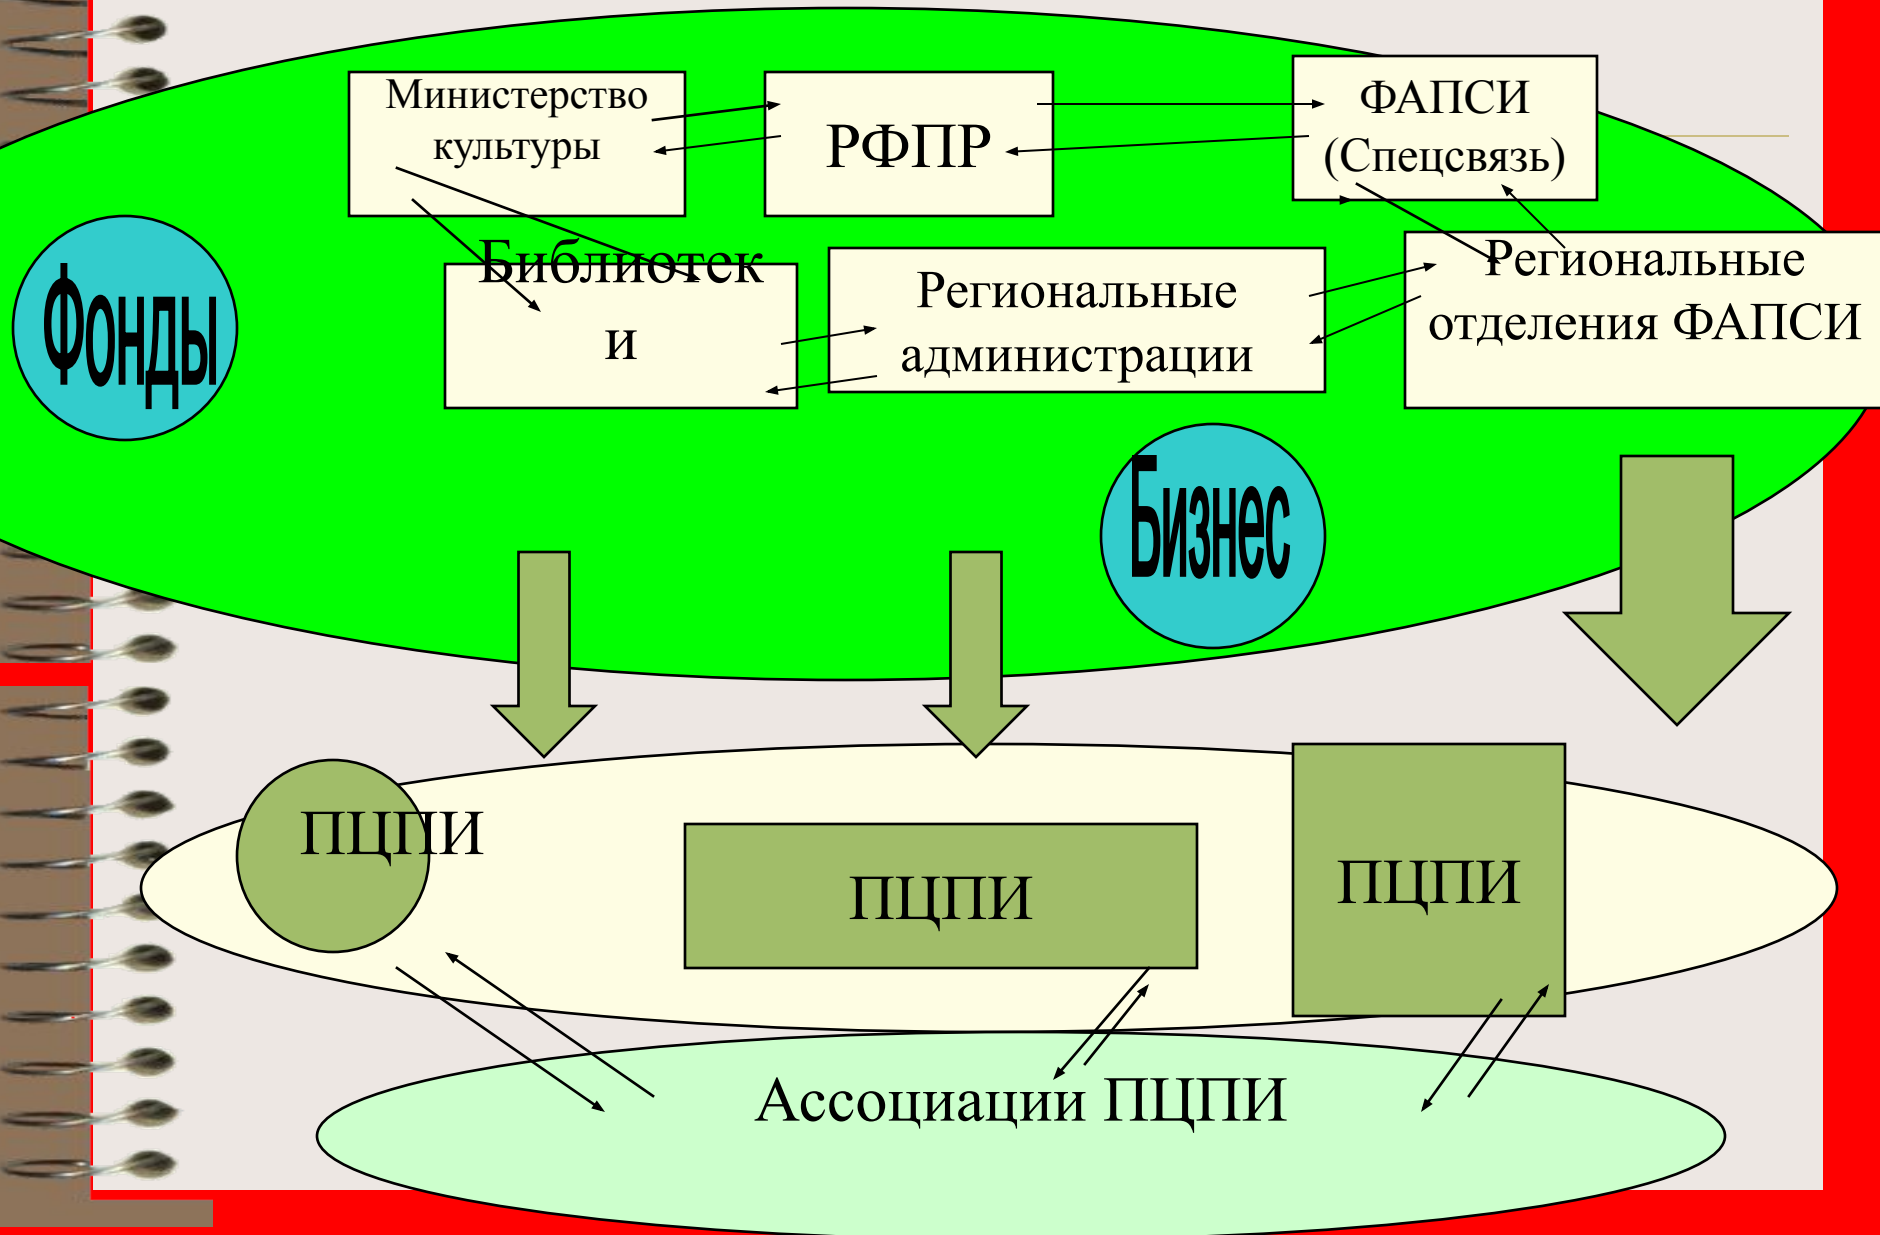 Министерство
культуры
РФПР
ФАПСИ
(Спецсвязь)
Библиотек
и
Региональные
администрации
Региональные
отделения ФАПСИ
Фонды
Бизнес
ПЦПИ
ПЦПИ
ПЦПИ
Ассоциации ПЦПИ